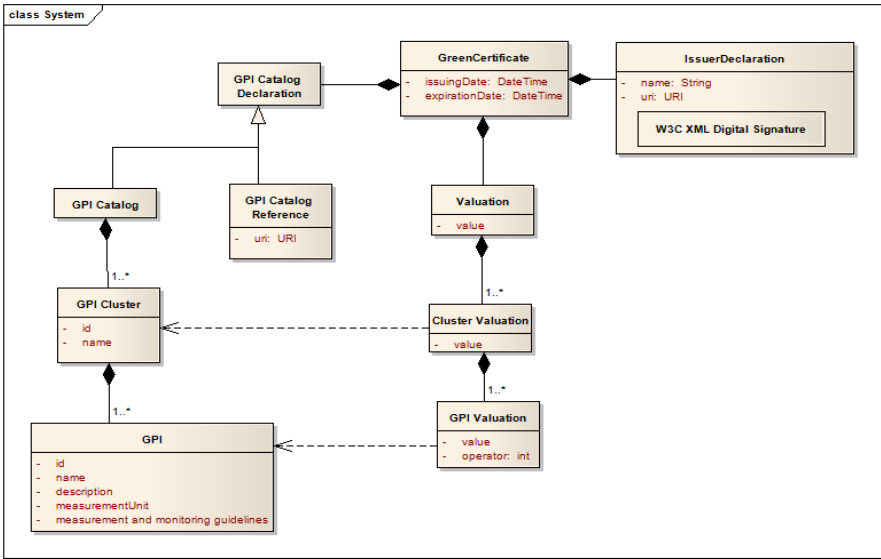 class System
GPI Catalog
Declaration
GreenCertificate
- issuingDate: DateTime
- expirationDate: DateTime
IssuerDeclaration
- name: String
- uri: URI
W3C XML Digital Signature
GPI Catalog
GPI Catalog
Reference
- uri: URI
Valuation
- value
1..*
1..*
GPI Cluster
- id
- name
Cluster Valuation
- value
1..*
1..*
GPI
- id
- name
- description
- measurementUnit
- measurement and monitoring guidelines
GPI Valuation
- value
- operator: int